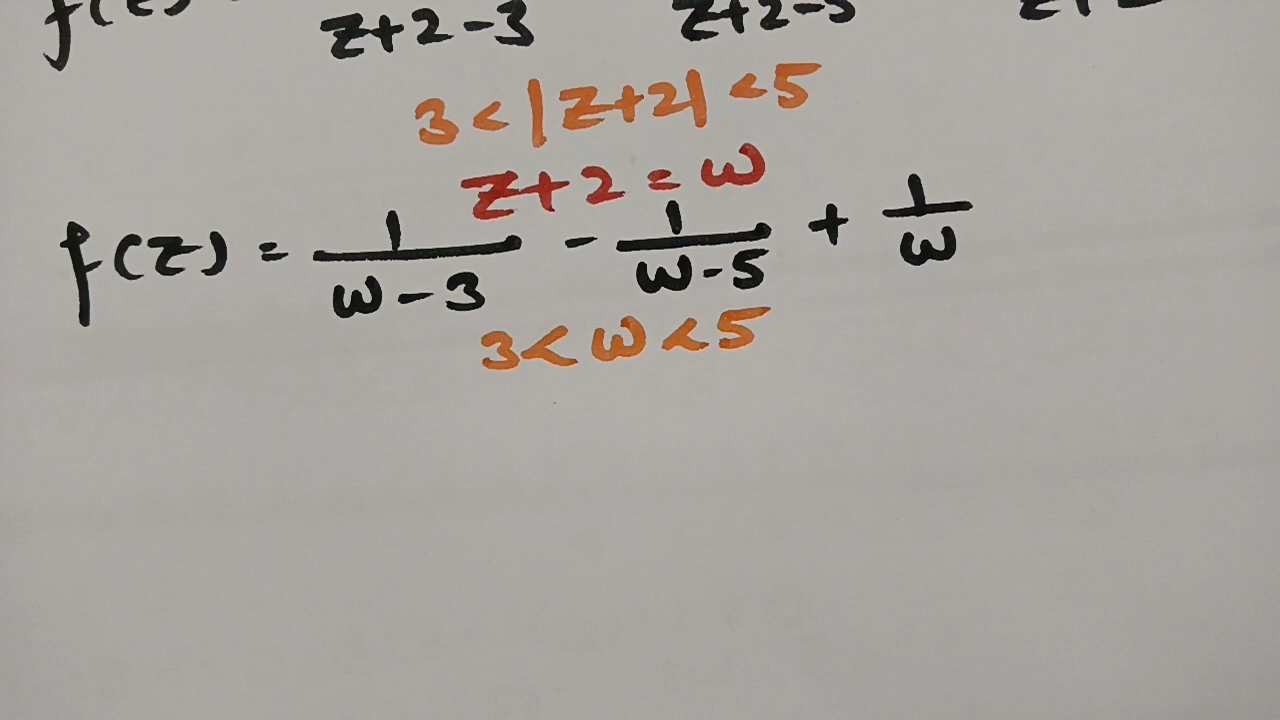 f(z)
z+2-3 z+2-5
3<|z+2|<5
z+2=ω
f(z) = 1/(ω-3) - 1/(ω-5) + 1/ω
3<ω<5